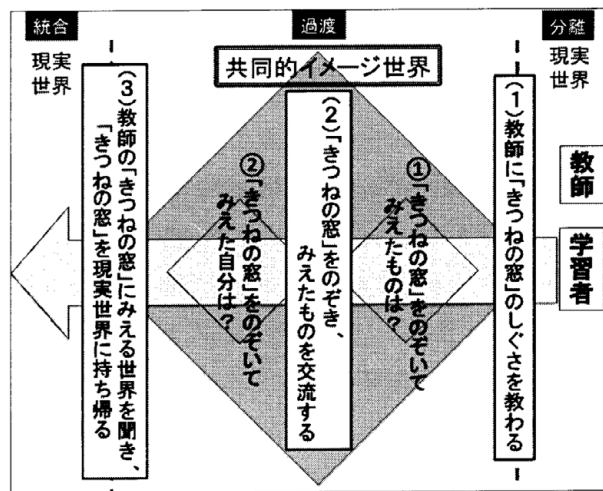 分離
過渡
統合
現実
世界
共同的イメージ世界
現実
世界
教師
学習者
(1)教師に「きつねの窓」のしぐさを教わる
①「きつねの窓」をのぞいて
みえたものは？
(2)「きつねの窓」をのぞき、
みえたものを交流する
②「きつねの窓」をのぞいて
みえた自分は？
(3)教師の「きつねの窓」にみえる世界を聞き、
「きつねの窓」を現実世界に持ち帰る